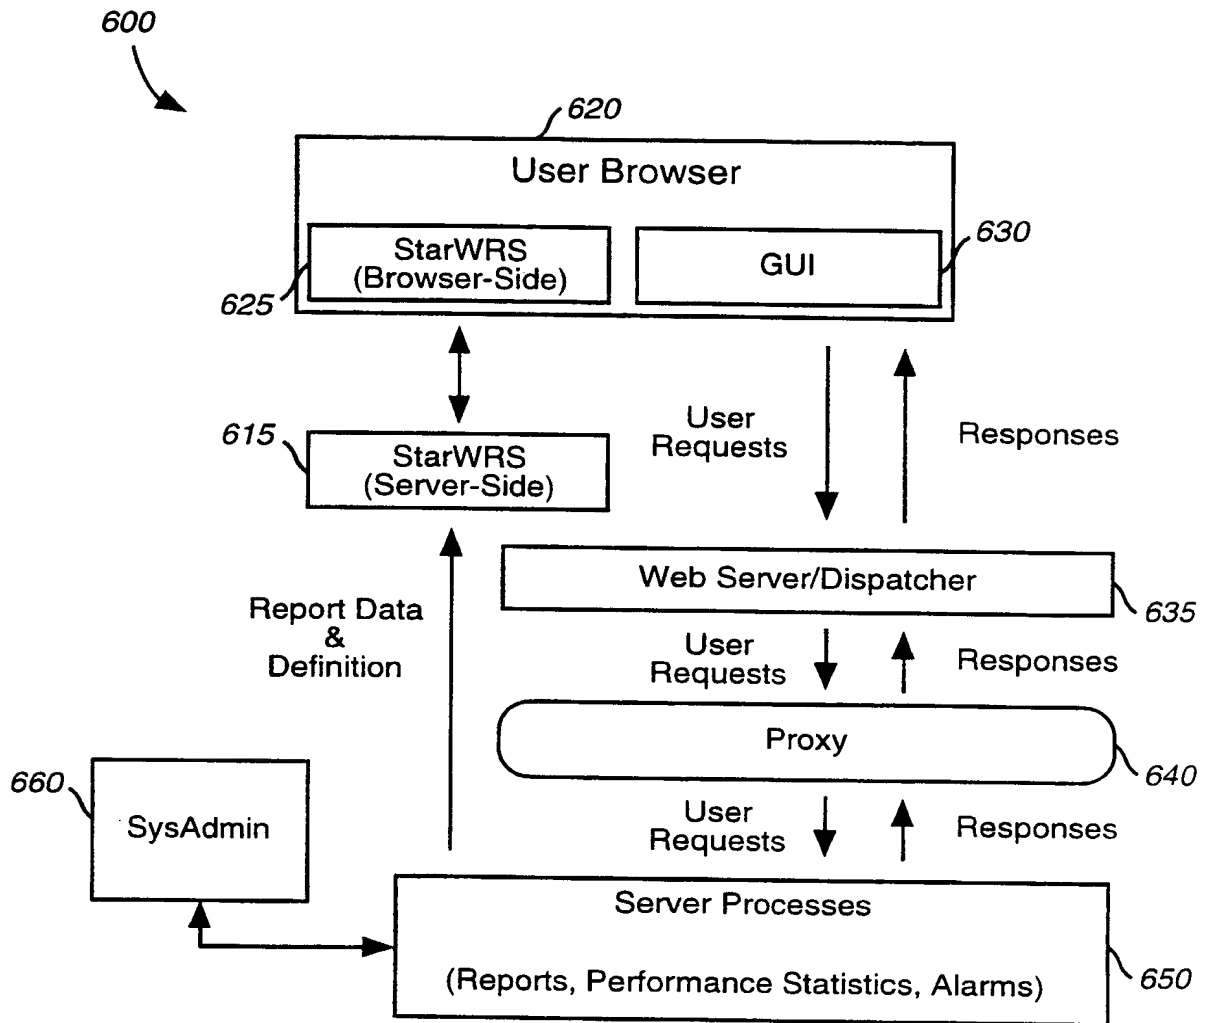 600
620
User Browser
StarWRS
(Browser-Side)
625
GUI
630
615
StarWRS
(Server-Side)
User
Requests
Responses
Web Server/Dispatcher
635
Report Data
&
Definition
User
Requests
Responses
Proxy
640
660
SysAdmin
User
Requests
Responses
Server Processes
(Reports, Performance Statistics, Alarms)
650